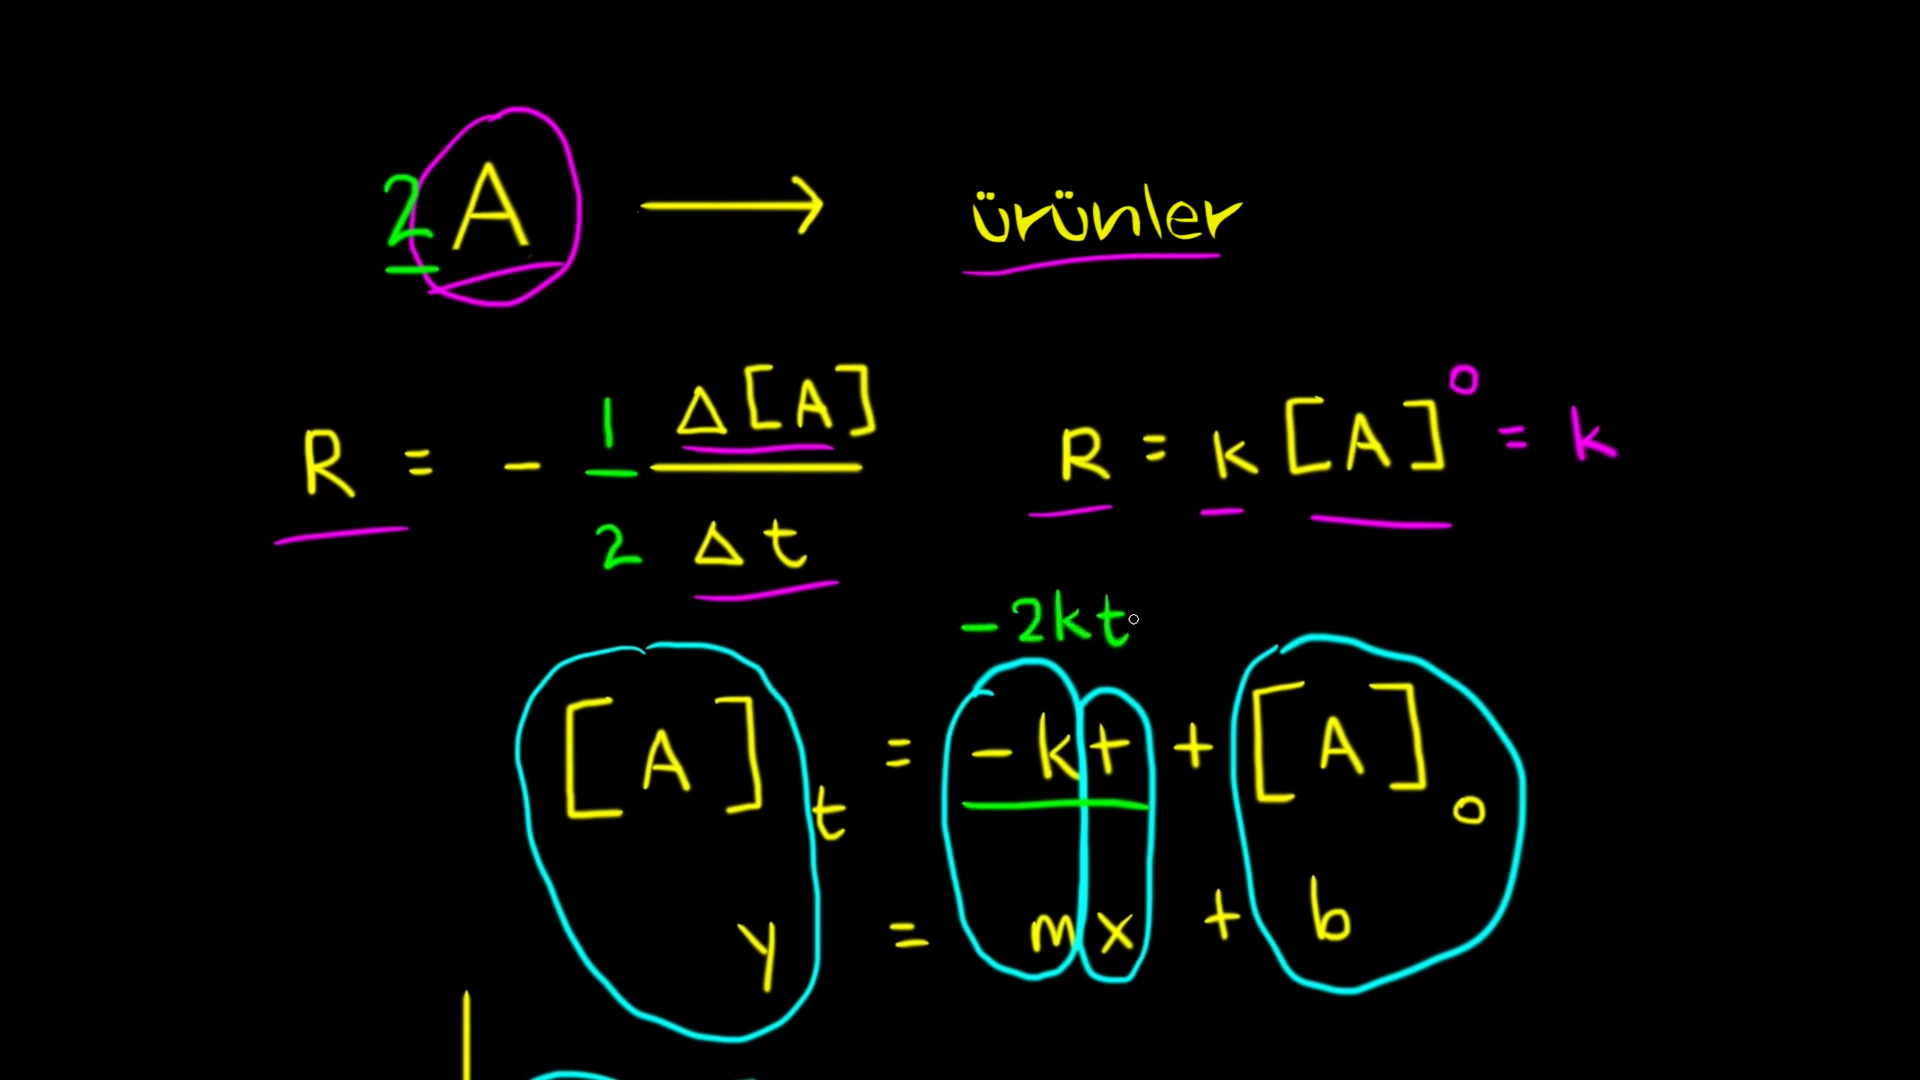 2A → ürünler
R = - 1/2 Δ[A]/Δt
R = k [A]⁰ = k
-2kt
[A]t = -kt + [A]₀
y = mx + b